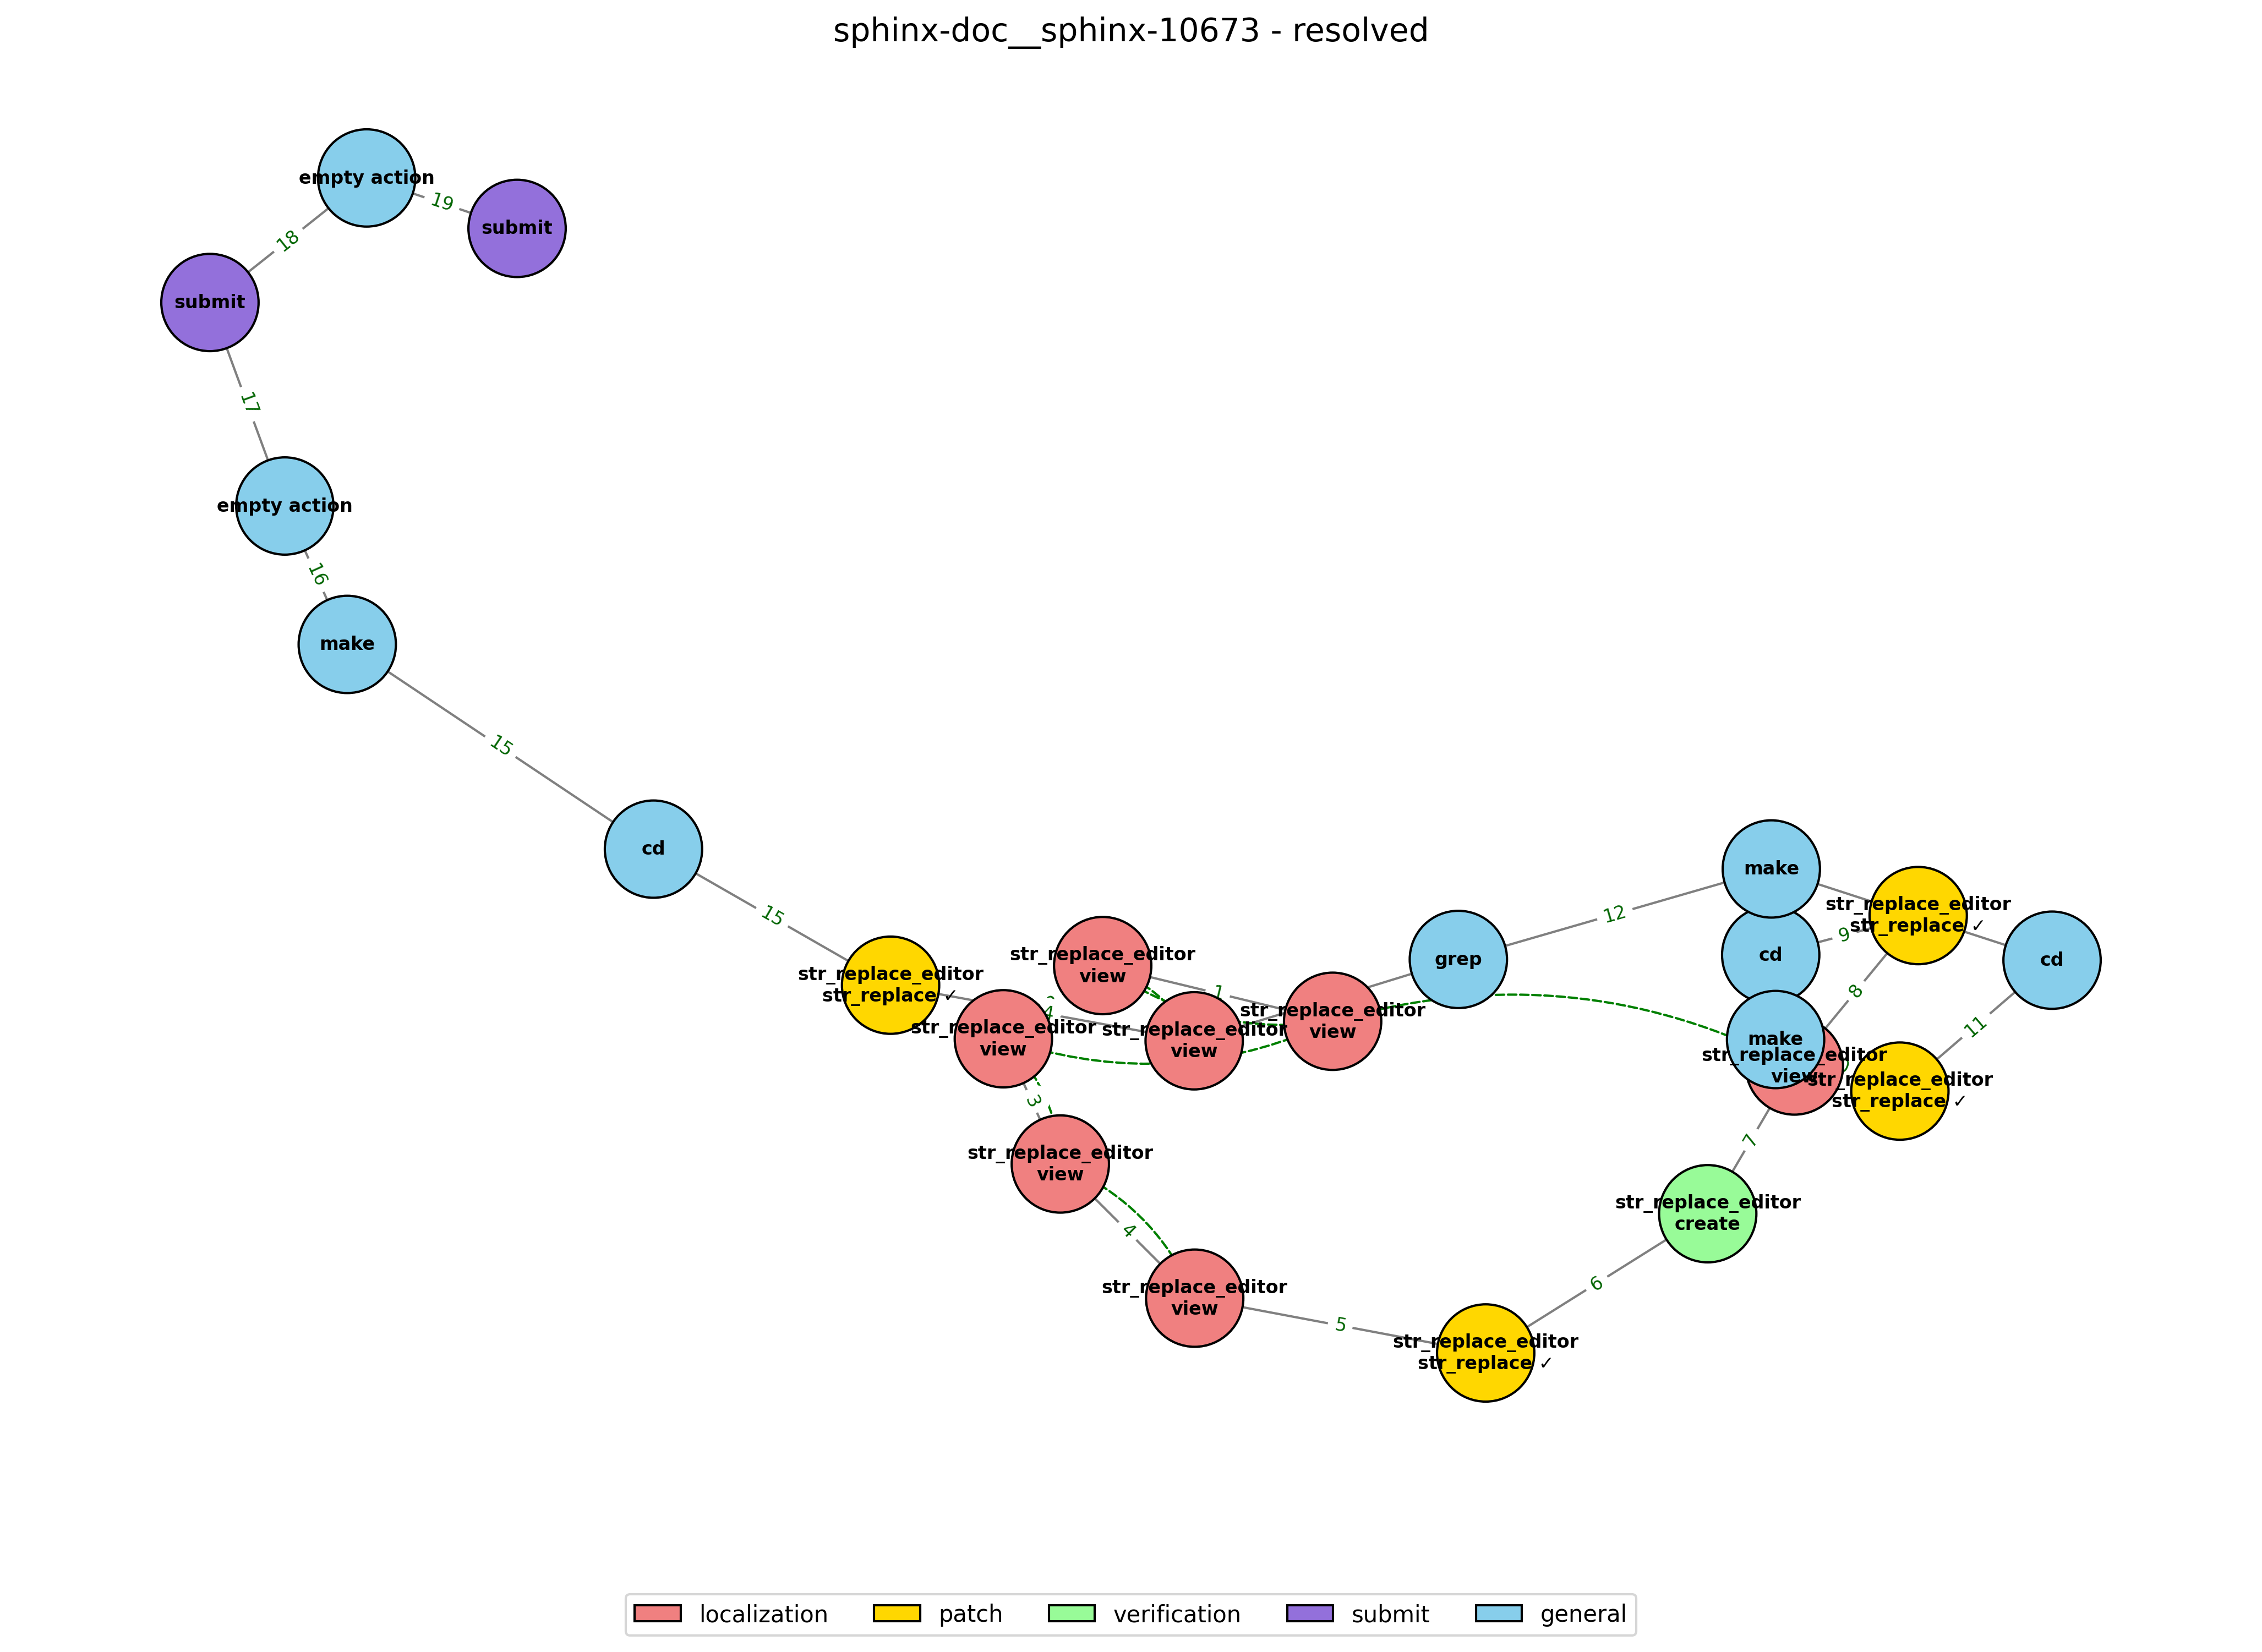 sphinx-doc__sphinx-10673 - resolved
empty action
19
submit
18
submit
17
empty action
16
make
15
cd
15
make
12
str_replace_editor
str_replace ✓
9
cd
cd
grep
str_replace_editor
view
1
str_replace_editor
str_replace ✓
8
str_replace_editor
view
4
str_replace_editor
view
str_replace_editor
view
11
make
str_replace_editor
view
str_replace_editor
str_replace ✓
3
str_replace_editor
view
7
4
str_replace_editor
create
6
str_replace_editor
view
5
str_replace_editor
str_replace ✓
localization
patch
verification
submit
general